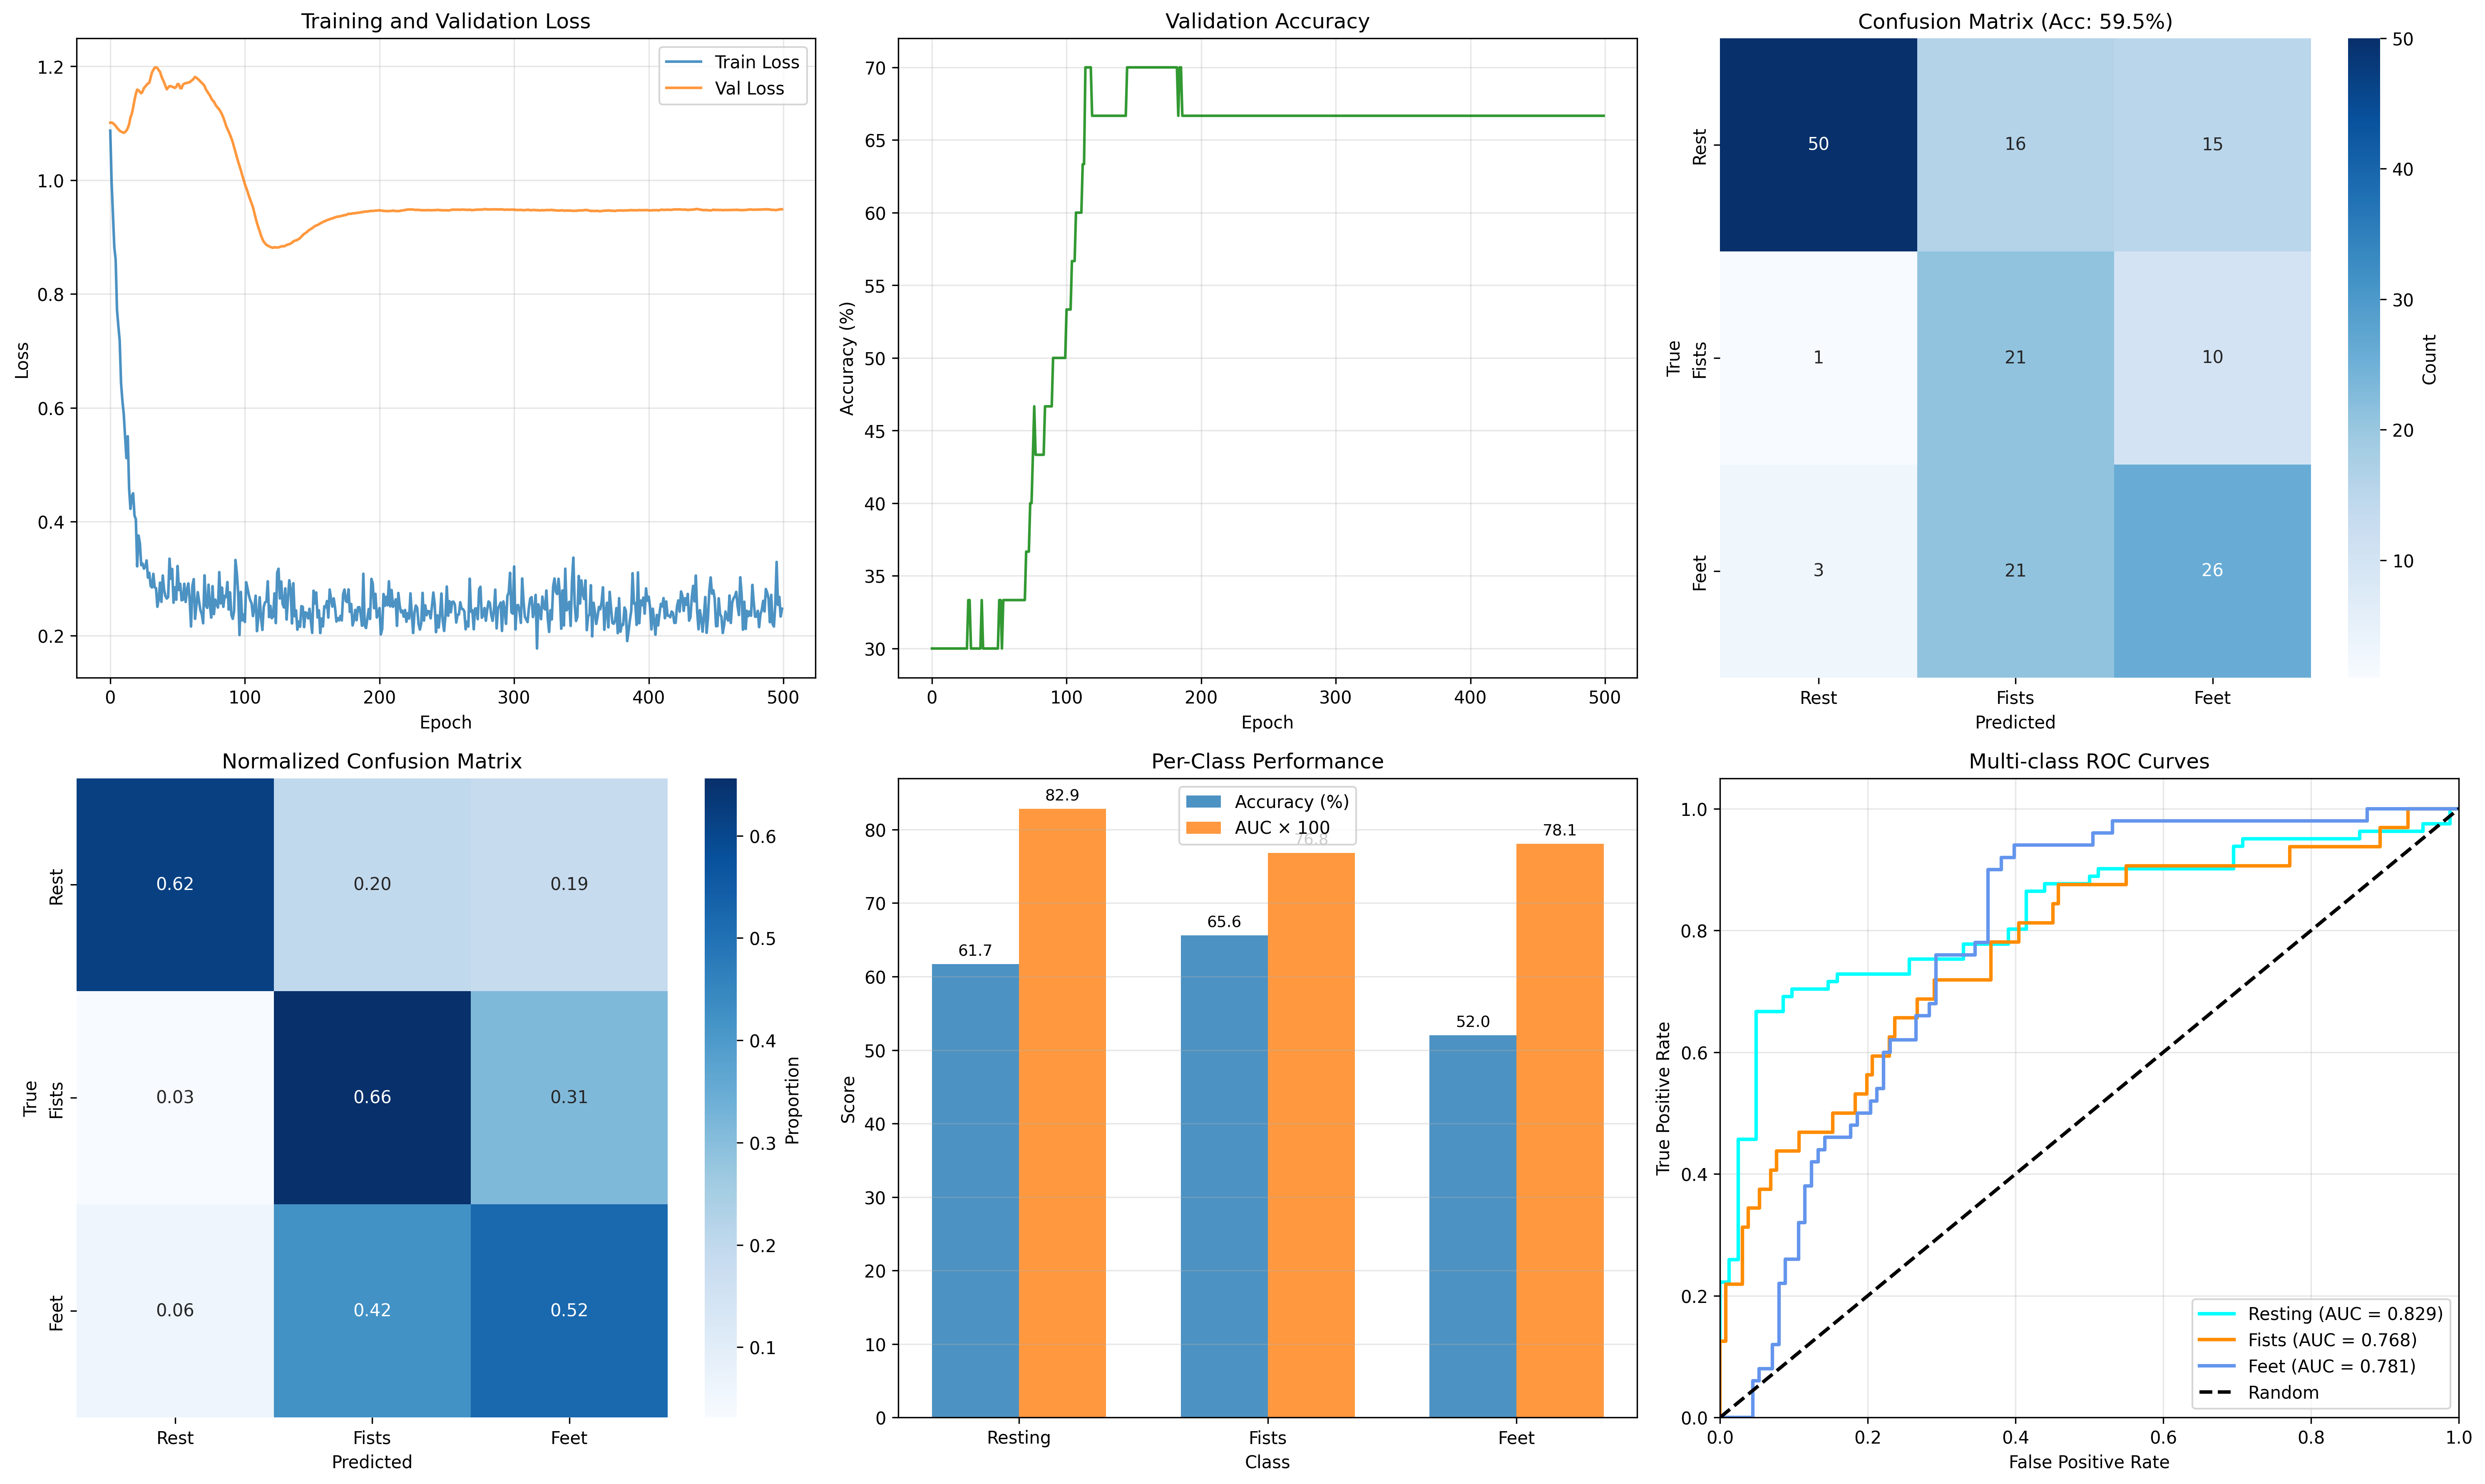 Training and Validation Loss
Train Loss
Val Loss
1.2
1.0
0.8
0.6
0.4
0.2
Loss
0 100 200 300 400 500
Epoch
Validation Accuracy
70
65
60
55
50
45
40
35
30
Accuracy (%)
0 100 200 300 400 500
Epoch
Confusion Matrix (Acc: 59.5%)
50 16 15
1 21 10
3 21 26
Rest
Fists
Feet
True
Rest Fists Feet
Predicted
50
40
30
20
10
Count
Normalized Confusion Matrix
0.62 0.20 0.19
0.03 0.66 0.31
0.06 0.42 0.52
Rest
Fists
Feet
True
Rest Fists Feet
Predicted
0.6
0.5
0.4
0.3
0.2
0.1
Proportion
Per-Class Performance
Accuracy (%)
AUC × 100
82.9
76.8
78.1
61.7
65.6
52.0
80
70
60
50
40
30
20
10
0
Score
Resting Fists Feet
Class
Multi-class ROC Curves
1.0
0.8
0.6
0.4
0.2
0.0
True Positive Rate
Resting (AUC = 0.829)
Fists (AUC = 0.768)
Feet (AUC = 0.781)
Random
0.0 0.2 0.4 0.6 0.8 1.0
False Positive Rate